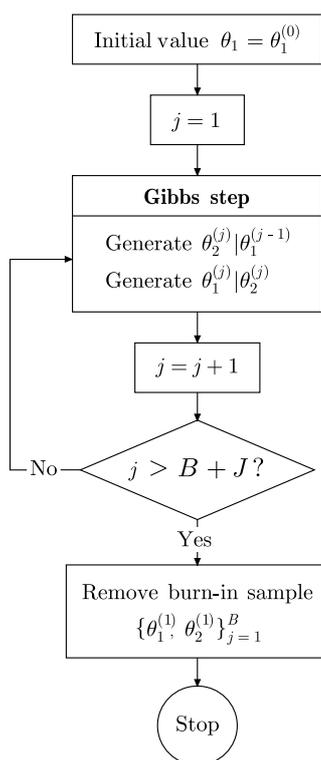 Initial value θ₁ = θ₁⁽⁰⁾
j = 1
Gibbs step
Generate θ₂⁽ʲ⁾|θ₁⁽ʲ⁻¹⁾
Generate θ₁⁽ʲ⁾|θ₂⁽ʲ⁾
j = j + 1
j > B + J ?
No
Yes
Remove burn-in sample
{θ₁⁽¹⁾, θ₂⁽¹⁾}ᴮⱼ ₌ ₁
Stop